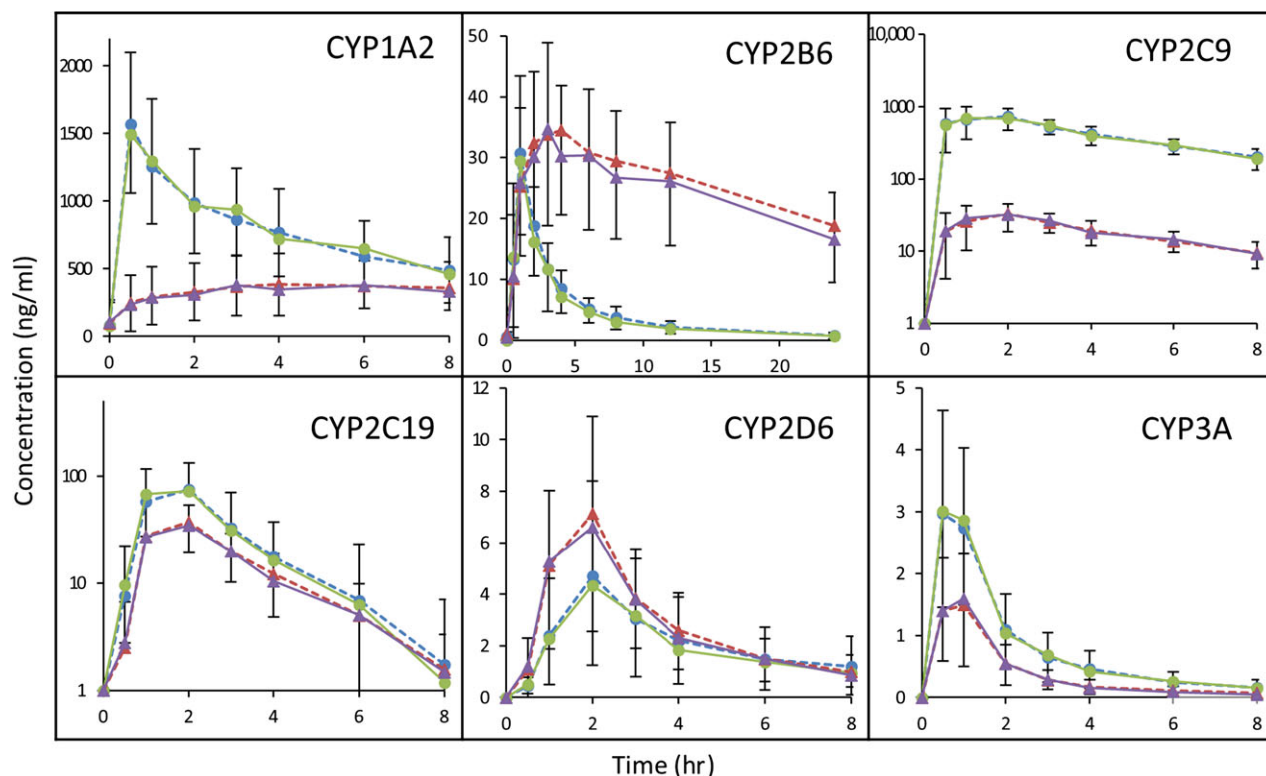 CYP1A2
2000
1500
1000
500
0
0 2 4 6 8
CYP2B6
50
40
30
20
10
0
0 5 10 15 20
CYP2C9
10,000
1000
100
10
1
0 2 4 6 8
CYP2C19
100
10
1
0 2 4 6 8
CYP2D6
12
10
8
6
4
2
0
0 2 4 6 8
CYP3A
5
4
3
2
1
0
0 2 4 6 8
Concentration (ng/ml)
Time (hr)